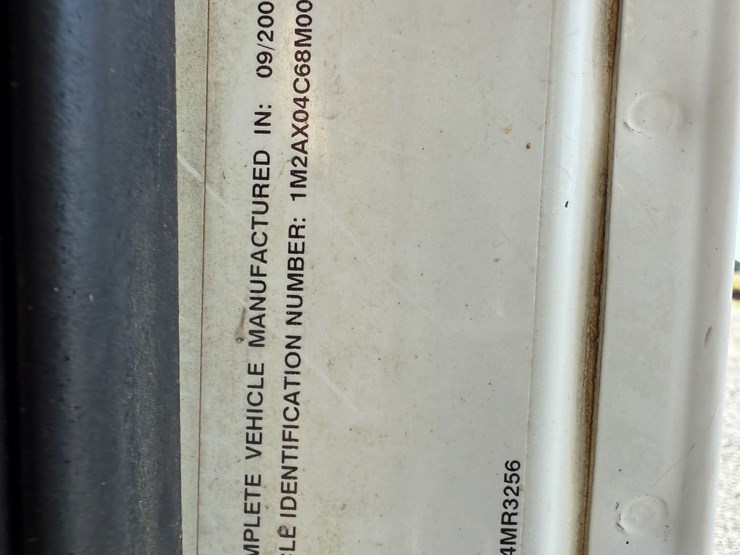 MPLETE VEHICLE MANUFACTURED IN: 09/200
LE IDENTIFICATION NUMBER: 1M2AX04C68M00
4MR3256